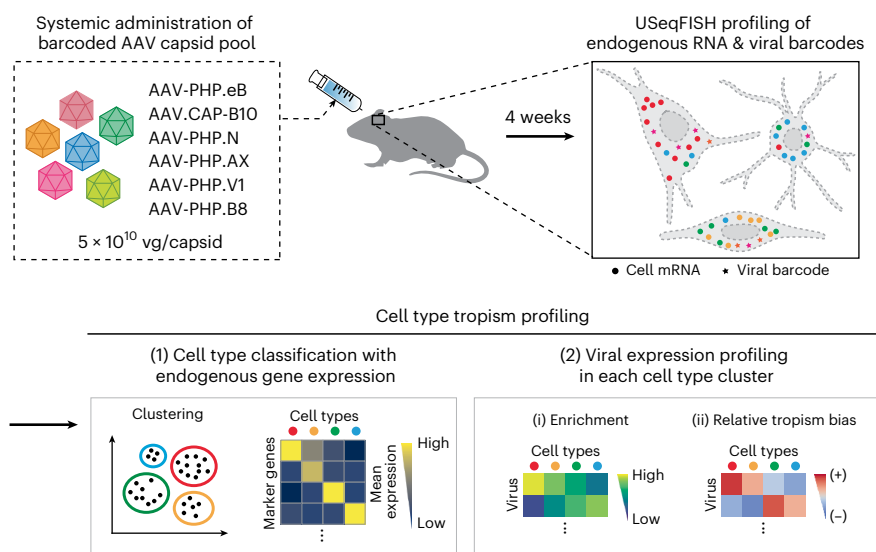 Systemic administration of
barcoded AAV capsid pool
AAV-PHP.eB
AAV.CAP-B10
AAV-PHP.N
AAV-PHP.AX
AAV-PHP.V1
AAV-PHP.B8
5 × 10¹⁰ vg/capsid
4 weeks
USeqFISH profiling of
endogenous RNA & viral barcodes
Cell mRNA
Viral barcode
Cell type tropism profiling
(1) Cell type classification with
endogenous gene expression
Clustering
Cell types
Marker genes
High
Low
Mean
expression
(2) Viral expression profiling
in each cell type cluster
(i) Enrichment
Cell types
Virus
High
Low
(ii) Relative tropism bias
Cell types
Virus
(+)
(−)